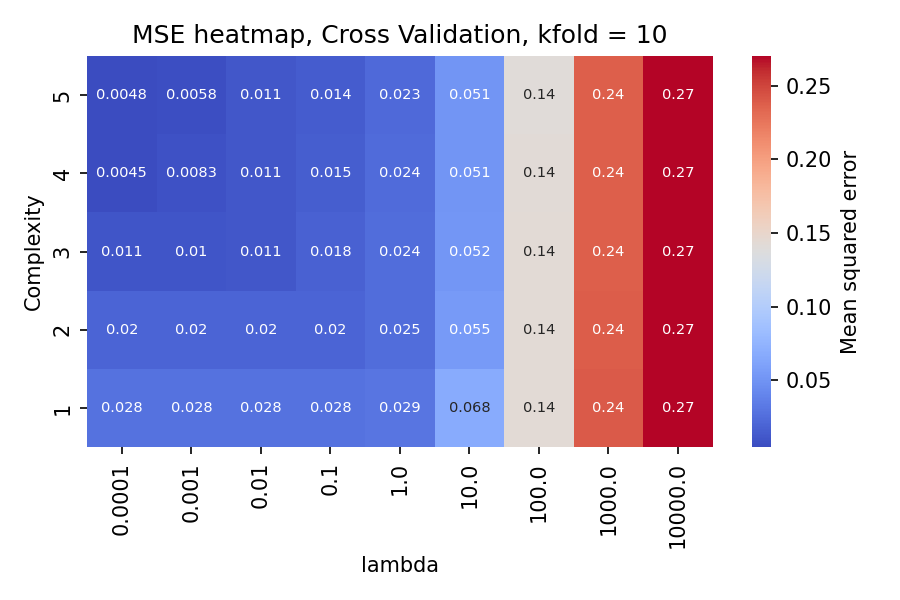 MSE heatmap, Cross Validation, kfold = 10
5 0.0048 0.0058 0.011 0.014 0.023 0.051 0.14 0.24 0.27
4 0.0045 0.0083 0.011 0.015 0.024 0.051 0.14 0.24 0.27
3 0.011 0.01 0.011 0.018 0.024 0.052 0.14 0.24 0.27
2 0.02 0.02 0.02 0.02 0.025 0.055 0.14 0.24 0.27
1 0.028 0.028 0.028 0.028 0.029 0.068 0.14 0.24 0.27
Complexity
0.0001 0.001 0.01 0.1 1.0 10.0 100.0 1000.0 10000.0
lambda
0.25
0.20
0.15
0.10
0.05
Mean squared error